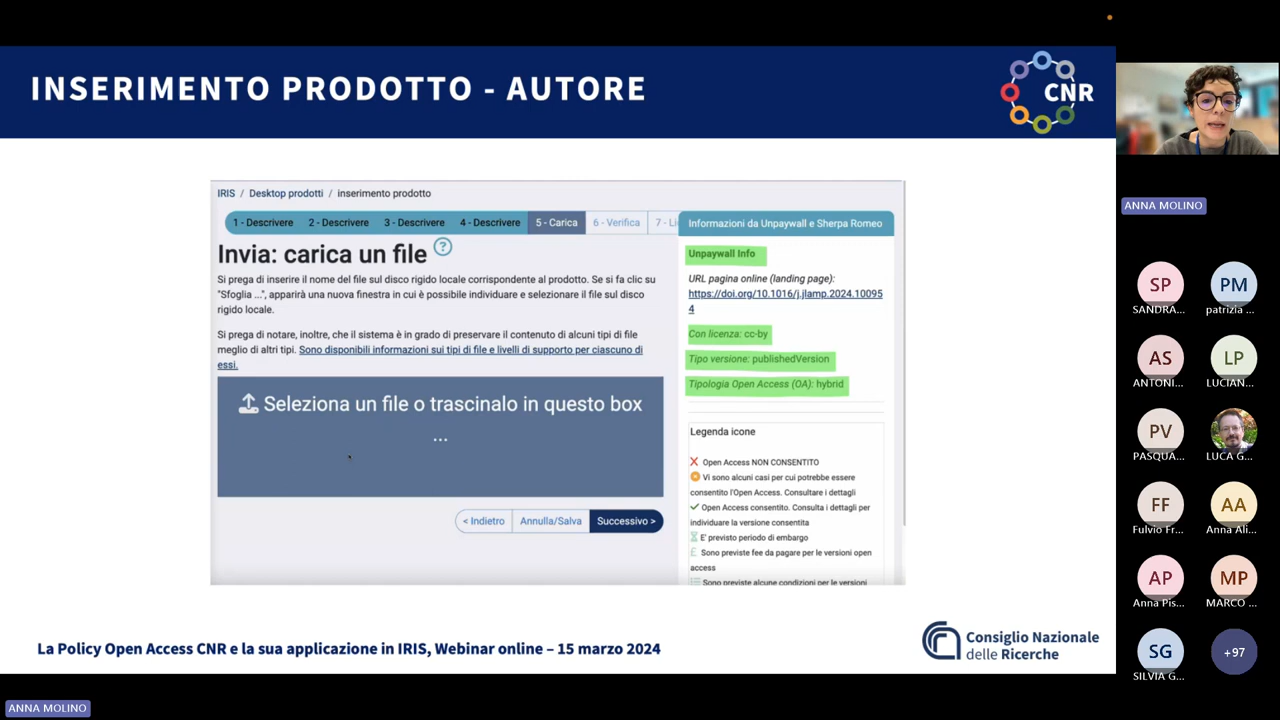 INSERIMENTO PRODOTTO - AUTORE
CNR
IRIS / Desktop prodotti / inserimento prodotto
1 - Descrivere 2 - Descrivere 3 - Descrivere 4 - Descrivere 5 - Carica 6 - Verifica 7 - Li
Invia: carica un file ?
Si prega di inserire il nome del file sul disco rigido locale corrispondente al prodotto. Se si fa clic su
"Sfoglia ...", apparirà una nuova finestra in cui è possibile individuare e selezionare il file sul disco
rigido locale.
Si prega di notare, inoltre, che il sistema è in grado di preservare il contenuto di alcuni tipi di file
meglio di altri tipi. Sono disponibili informazioni sui tipi di file e livelli di supporto per ciascuno di
essi.
Seleziona un file o trascinalo in questo box
...
< Indietro Annulla/Salva Successivo >
Informazioni da Unpaywall e Sherpa Romeo
Unpaywall Info
URL pagina online (landing page):
https://doi.org/10.1016/j.jlamp.2024.10095
4
Con licenza: cc-by
Tipo versione: publishedVersion
Tipologia Open Access (OA): hybrid
Legenda icone
Open Access NON CONSENTITO
Vi sono alcuni casi per cui potrebbe essere
consentito l'Open Access. Consultare i dettagli
Open Access consentito. Consulta i dettagli per
individuare la versione consentita
E' previsto periodo di embargo
£ Sono previste fee da pagare per le versioni open
access
Sono previste alcune condizioni per le versioni
La Policy Open Access CNR e la sua applicazione in IRIS, Webinar online – 15 marzo 2024
Consiglio Nazionale
delle Ricerche
ANNA MOLINO
ANNA MOLINO
SP PM
SANDRA... patrizia ...
AS LP
ANTONI... LUCIAN...
PV
PASQUA... LUCA G...
FF AA
Fulvio Fr... Anna Ali...
AP MP
Anna Pis... MARCO ...
SG +97
SILVIA G...